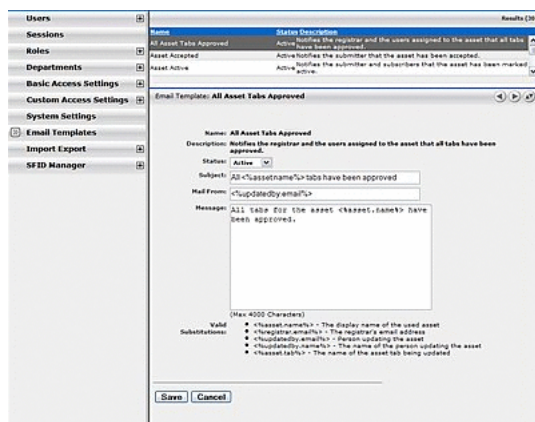 Users
Sessions
Roles
Departments
Basic Access Settings
Custom Access Settings
System Settings
Email Templates
Import Export
SFID Manager
Results (30
Name Status Description
All Asset Tabs Approved Active Notifies the registrar and the users assigned to the asset that all tabs have been approved.
Asset Accepted Active Notifies the submitter that the asset has been accepted.
Asset Active Active Notifies the submitter and subscribers that the asset has been marked active.
Email Template: All Asset Tabs Approved
Name: All Asset Tabs Approved
Description: Notifies the registrar and the users assigned to the asset that all tabs have been
approved.
Status: Active
Subject: All <%assetname%> tabs have been approved
Mail From: <%updatedby.email%>
Message: All tabs for the asset <%asset.name%> have
been approved.
(Max 4000 Characters)
Valid Substitutions:
<%asset.name%> - The display name of the used asset
<%registrar.email%> - The registrar's email address
<%updatedby.email%> - Person updating the asset
<%updatedby.name%> - The name of the person updating the asset
<%asset.tab%> - The name of the asset tab being updated
Save Cancel